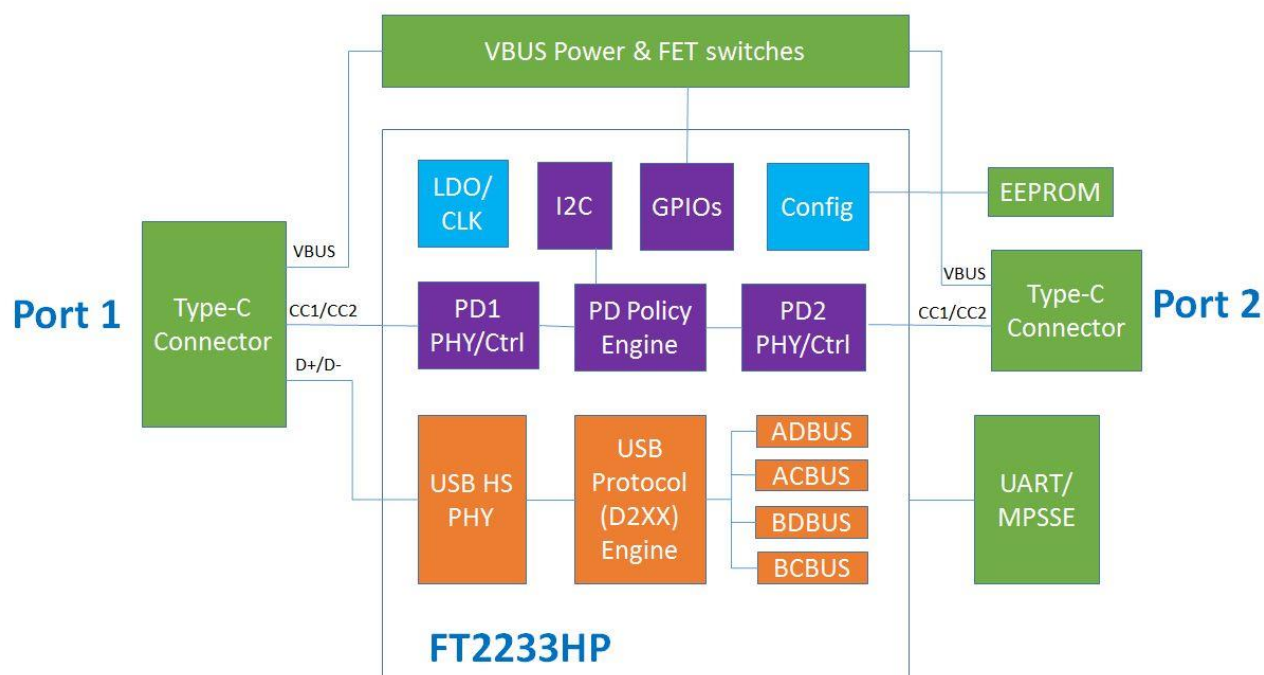 VBUS Power & FET switches
LDO/
CLK
I2C
GPIOs
Config
EEPROM
VBUS
VBUS
Port 1
Type-C
Connector
CC1/CC2
PD1
PHY/Ctrl
PD Policy
Engine
PD2
PHY/Ctrl
CC1/CC2
Type-C
Connector
Port 2
D+/D-
USB HS
PHY
USB
Protocol
(D2XX)
Engine
ADBUS
ACBUS
BDBUS
BCBUS
UART/
MPSSE
FT2233HP